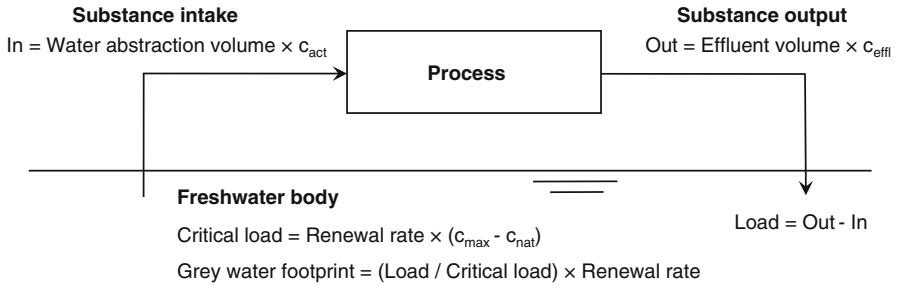 Substance intake
In = Water abstraction volume × c_act
Substance output
Out = Effluent volume × c_effl
Process
Freshwater body
Load = Out - In
Critical load = Renewal rate × (c_max - c_nat)
Grey water footprint = (Load / Critical load) × Renewal rate